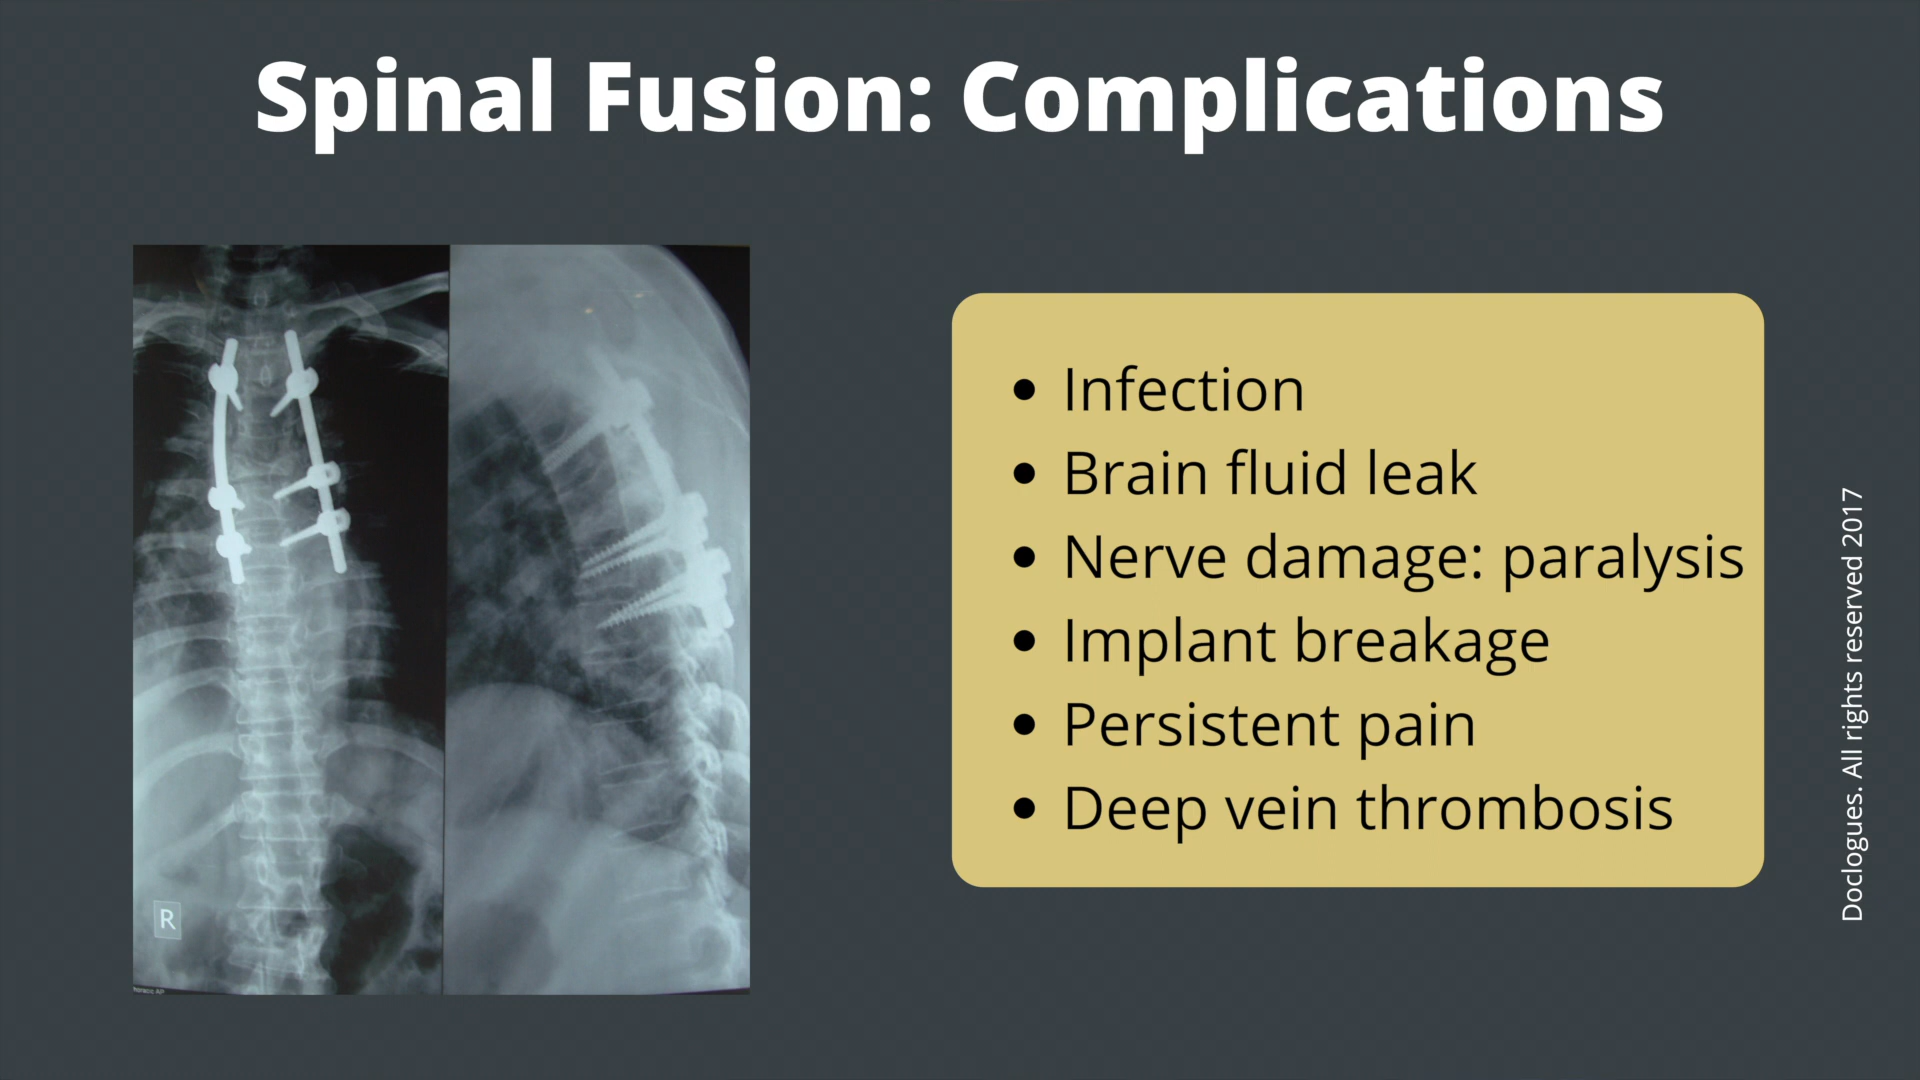 Spinal Fusion: Complications
R
• Infection
• Brain fluid leak
• Nerve damage: paralysis
• Implant breakage
• Persistent pain
• Deep vein thrombosis
Doclogues. All rights reserved 2017